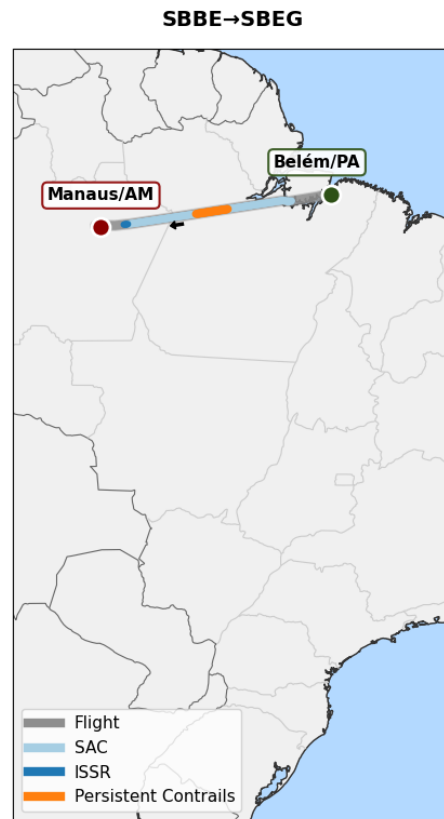 SBBE→SBEG
Belém/PA
Manaus/AM
Flight
SAC
ISSR
Persistent Contrails